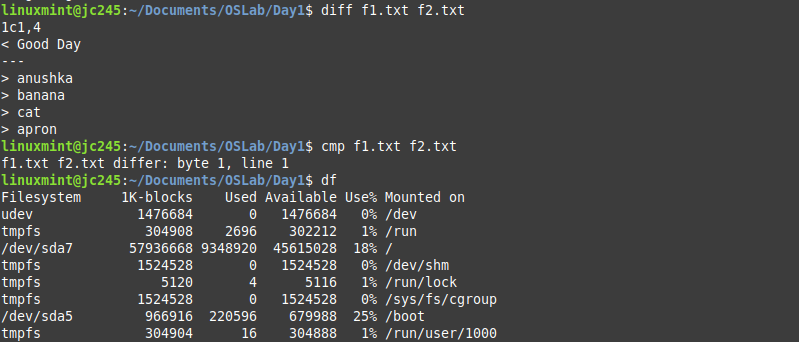 linuxmint@jc245:~/Documents/OSLab/Day1$ diff f1.txt f2.txt
1c1,4
< Good Day
---
> anushka
> banana
> cat
> apron
linuxmint@jc245:~/Documents/OSLab/Day1$ cmp f1.txt f2.txt
f1.txt f2.txt differ: byte 1, line 1
linuxmint@jc245:~/Documents/OSLab/Day1$ df
Filesystem     1K-blocks    Used Available Use% Mounted on
udev             1476684       0   1476684   0% /dev
tmpfs             304908    2696    302212   1% /run
/dev/sda7       57936668 9348920  45615028  18% /
tmpfs            1524528       0   1524528   0% /dev/shm
tmpfs               5120       4      5116   1% /run/lock
tmpfs            1524528       0   1524528   0% /sys/fs/cgroup
/dev/sda5         966916  220596    679988  25% /boot
tmpfs             304904      16    304888   1% /run/user/1000